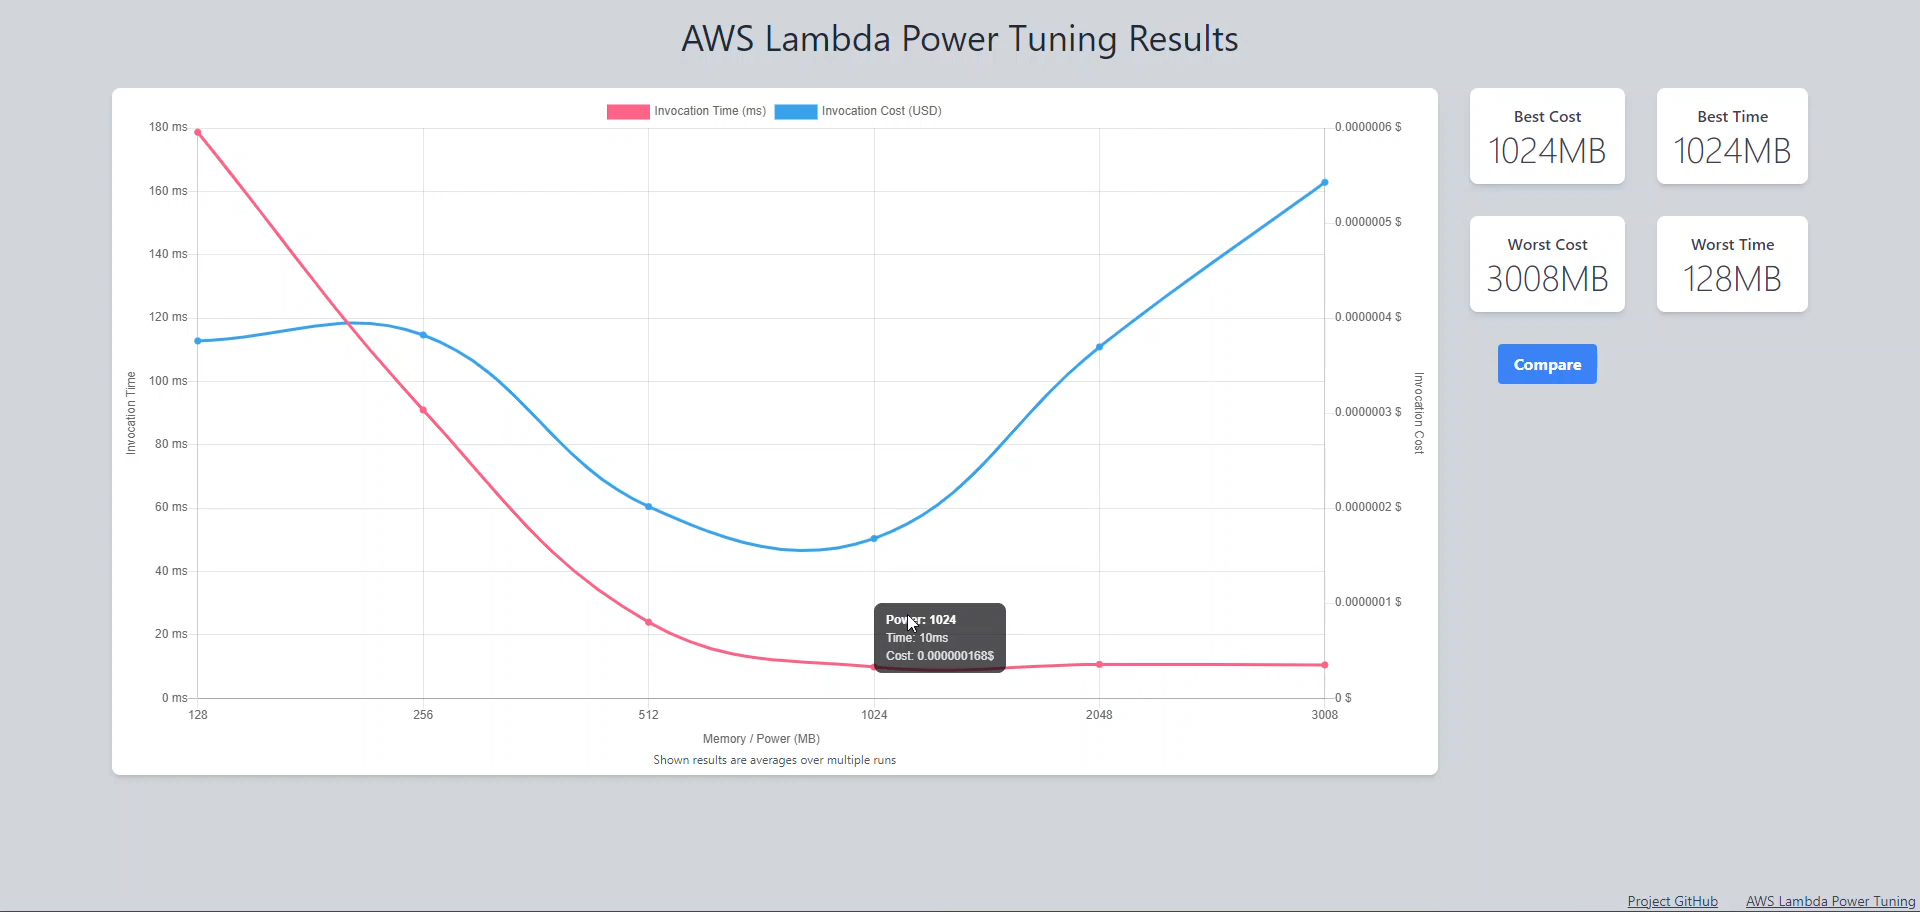 AWS Lambda Power Tuning Results
Invocation Time (ms) Invocation Cost (USD)
180 ms
160 ms
140 ms
120 ms
100 ms
80 ms
60 ms
40 ms
20 ms
0 ms
Invocation Time
0.0000006 $
0.0000005 $
0.0000004 $
0.0000003 $
0.0000002 $
0.0000001 $
0 $
Invocation Cost
Power: 1024
Time: 10ms
Cost: 0.000000168$
128 256 512 1024 2048 3008
Memory / Power (MB)
Shown results are averages over multiple runs
Best Cost
1024MB
Best Time
1024MB
Worst Cost
3008MB
Worst Time
128MB
Compare
Project GitHub AWS Lambda Power Tuning